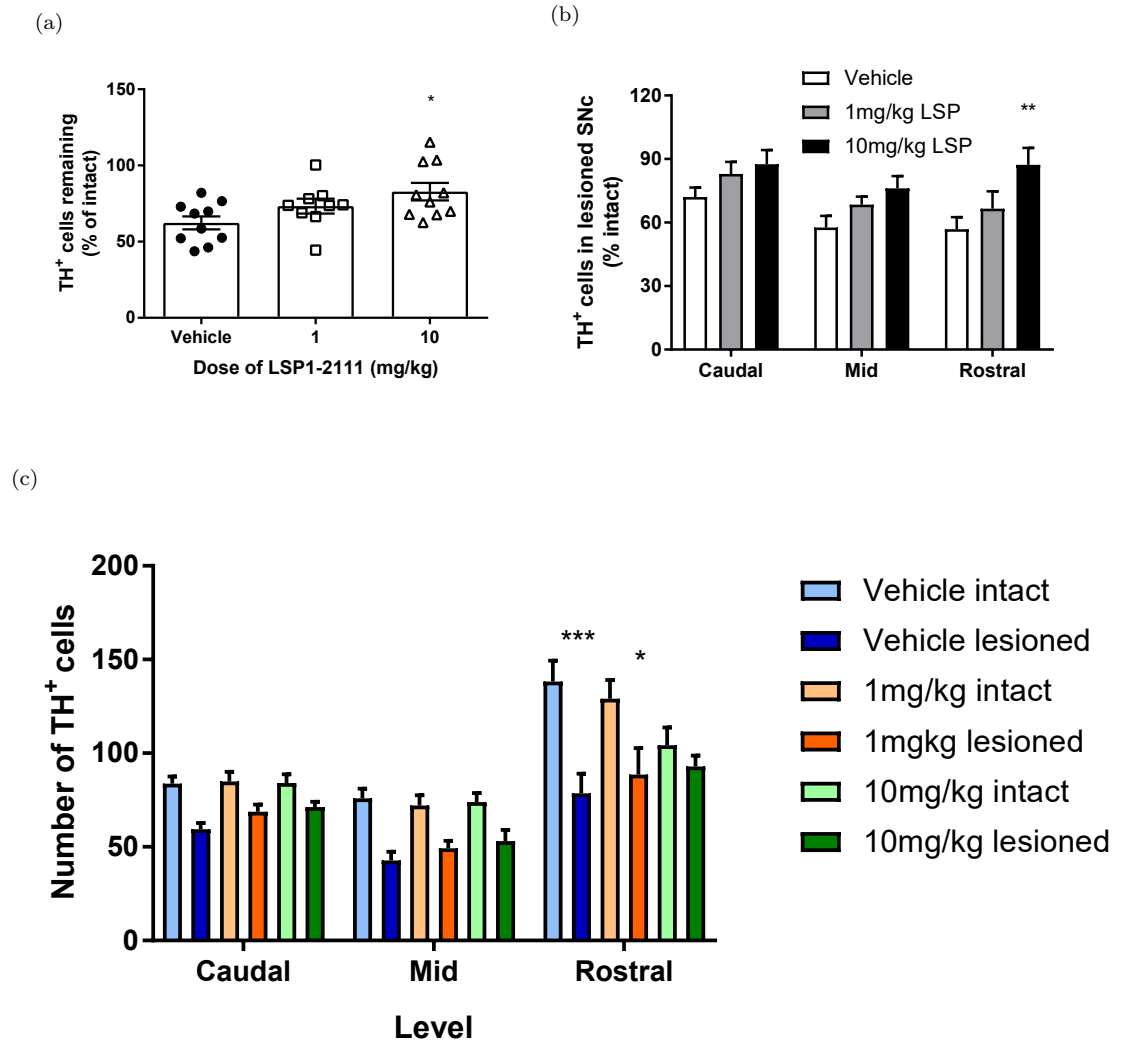 (a)
150
100
50
0
TH+ cells remaining
(% of intact)
*
Vehicle
1
10
Dose of LSP1-2111 (mg/kg)
(b)
Vehicle
1mg/kg LSP
10mg/kg LSP
120
90
60
30
0
TH+ cells in lesioned SNc
(% intact)
**
Caudal
Mid
Rostral
(c)
200
150
100
50
0
Number of TH+ cells
***
*
Caudal
Mid
Rostral
Level
Vehicle intact
Vehicle lesioned
1mg/kg intact
1mgkg lesioned
10mg/kg intact
10mg/kg lesioned